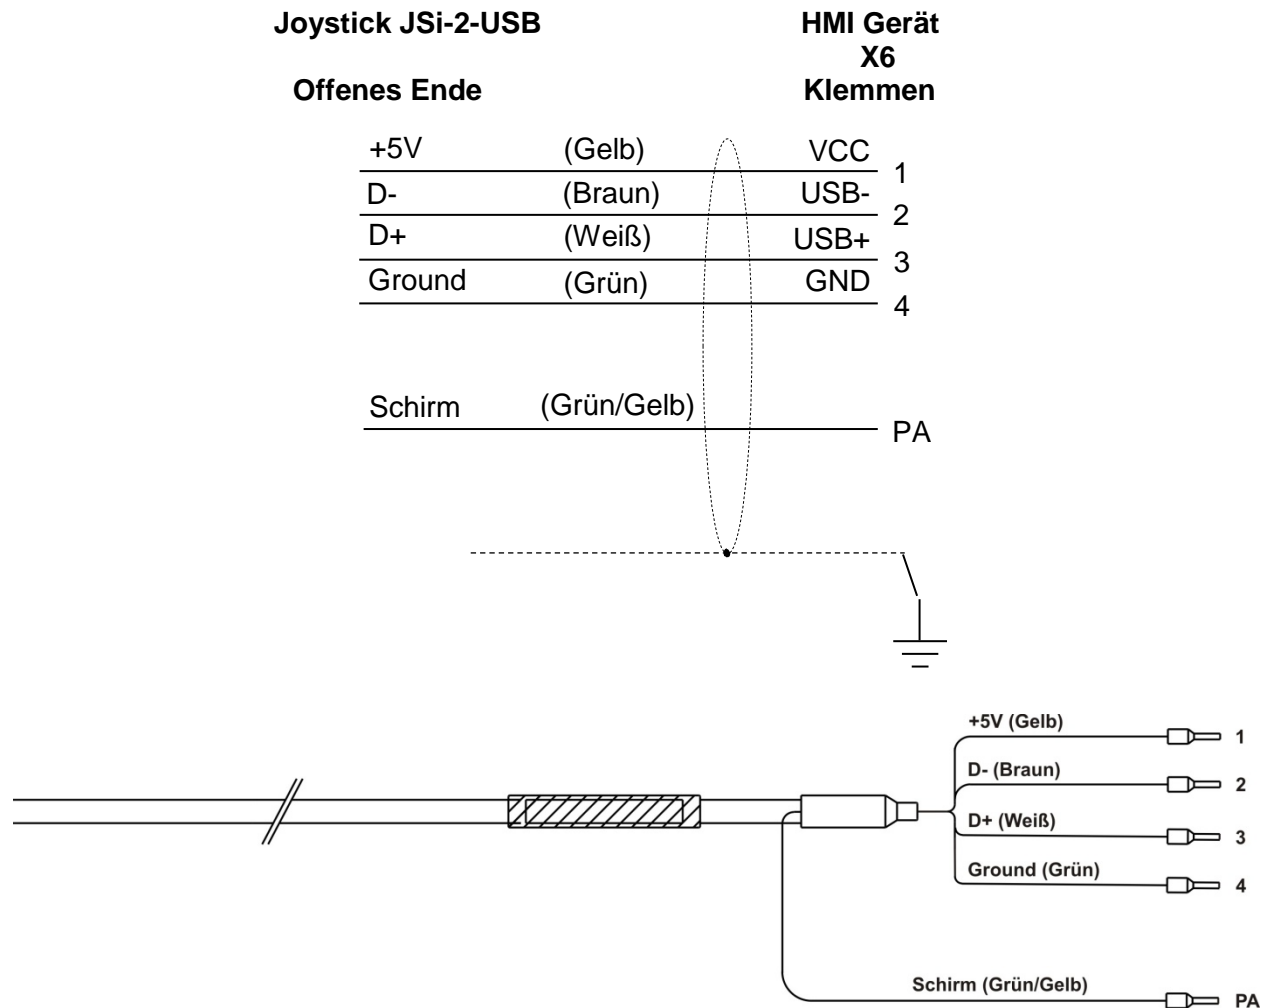 Joystick JSi-2-USB HMI Gerät
X6
Offenes Ende Klemmen
+5V (Gelb) VCC 1
D- (Braun) USB- 2
D+ (Weiß) USB+ 3
Ground (Grün) GND 4
Schirm (Grün/Gelb) PA
+5V (Gelb) 1
D- (Braun) 2
D+ (Weiß) 3
Ground (Grün) 4
Schirm (Grün/Gelb) PA